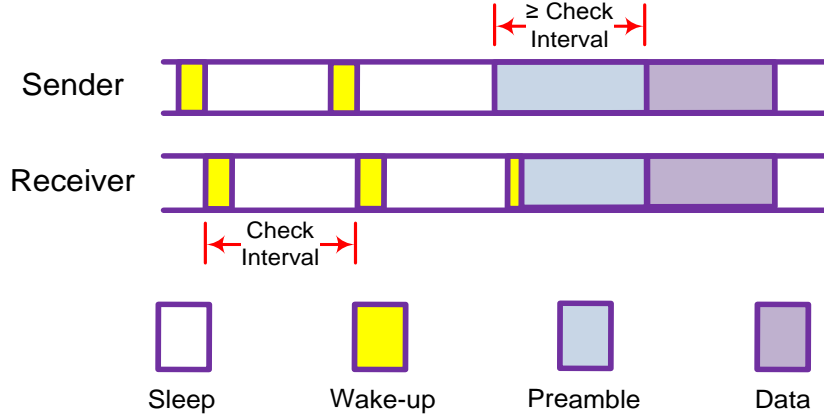 ≥ Check
Interval
Sender
Receiver
Check
Interval
Sleep
Wake-up
Preamble
Data